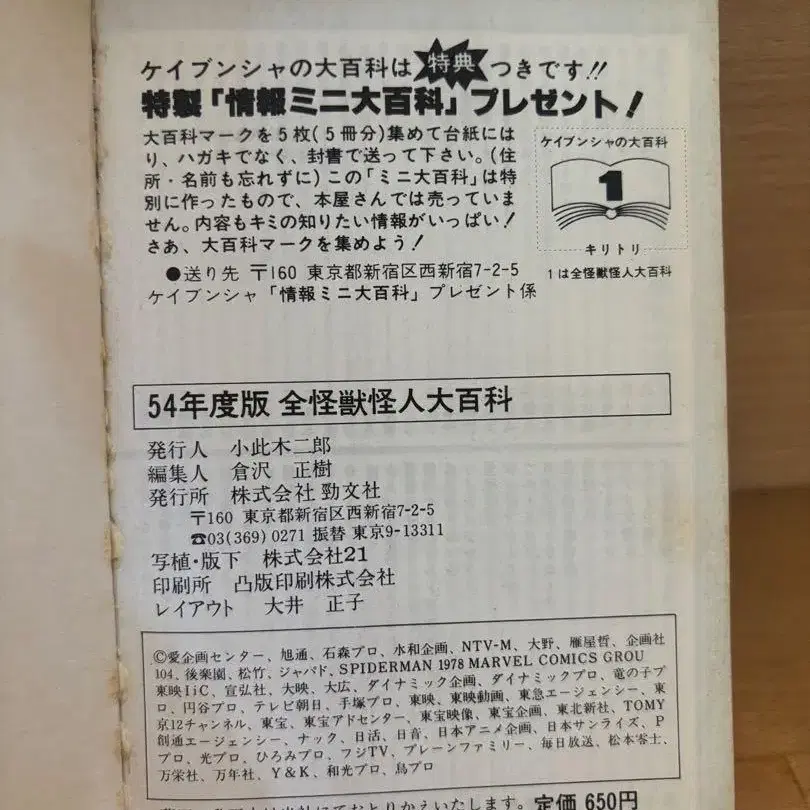 ケイブンシャの大百科は特典つきです!!
特製「情報ミニ大百科」プレゼント!
大百科マークを5枚(5冊分)集めて台紙には
り、ハガキでなく、封書で送って下さい。(住
所・名前も忘れずに)この「ミニ大百科」は特
別に作ったもので、本屋さんでは売っていま
せん。内容もキミの知りたい情報がいっぱい!
さあ、大百科マークを集めよう!
●送り先 〒160 東京都新宿区西新宿7-2-5
ケイブンシャ「情報ミニ大百科」プレゼント係
ケイブンシャの大百科
1
キリトリ
1は全怪獣怪人大百科
54年度版 全怪獣怪人大百科
発行人 小此木二郎
編集人 倉沢 正樹
発行所 株式会社 勁文社
〒160 東京都新宿区西新宿7-2-5
☎03(369)0271 振替 東京9-13311
写植・版下 株式会社21
印刷所 凸版印刷株式会社
レイアウト 大井 正子
©愛企画センター、旭通、石森プロ、水和企画、NTV-M、大野、雁屋哲、企画社
104、後楽園、松竹、ジャパド、SPIDERMAN 1978 MARVEL COMICS GROU
東映IiC、宣弘社、大映、大広、ダイナミック企画、ダイナミックプロ、竜の子プ
ロ、円谷プロ、テレビ朝日、手塚プロ、東映、東映動画、東急エージェンシー、東
京12チャンネル、東宝、東宝アドセンター、東宝映像、東宝企画、東北新社、TOMY
創通エージェンシー、ナック、日活、日音、日本アニメ企画、日本サンライズ、P
プロ、光プロ、ひろみプロ、フジTV、ブレーンファミリー、毎日放送、松本零士、
万栄社、万年社、Y&K、和光プロ、鳥プロ
は当社にておとりかえいたします。定価 650円